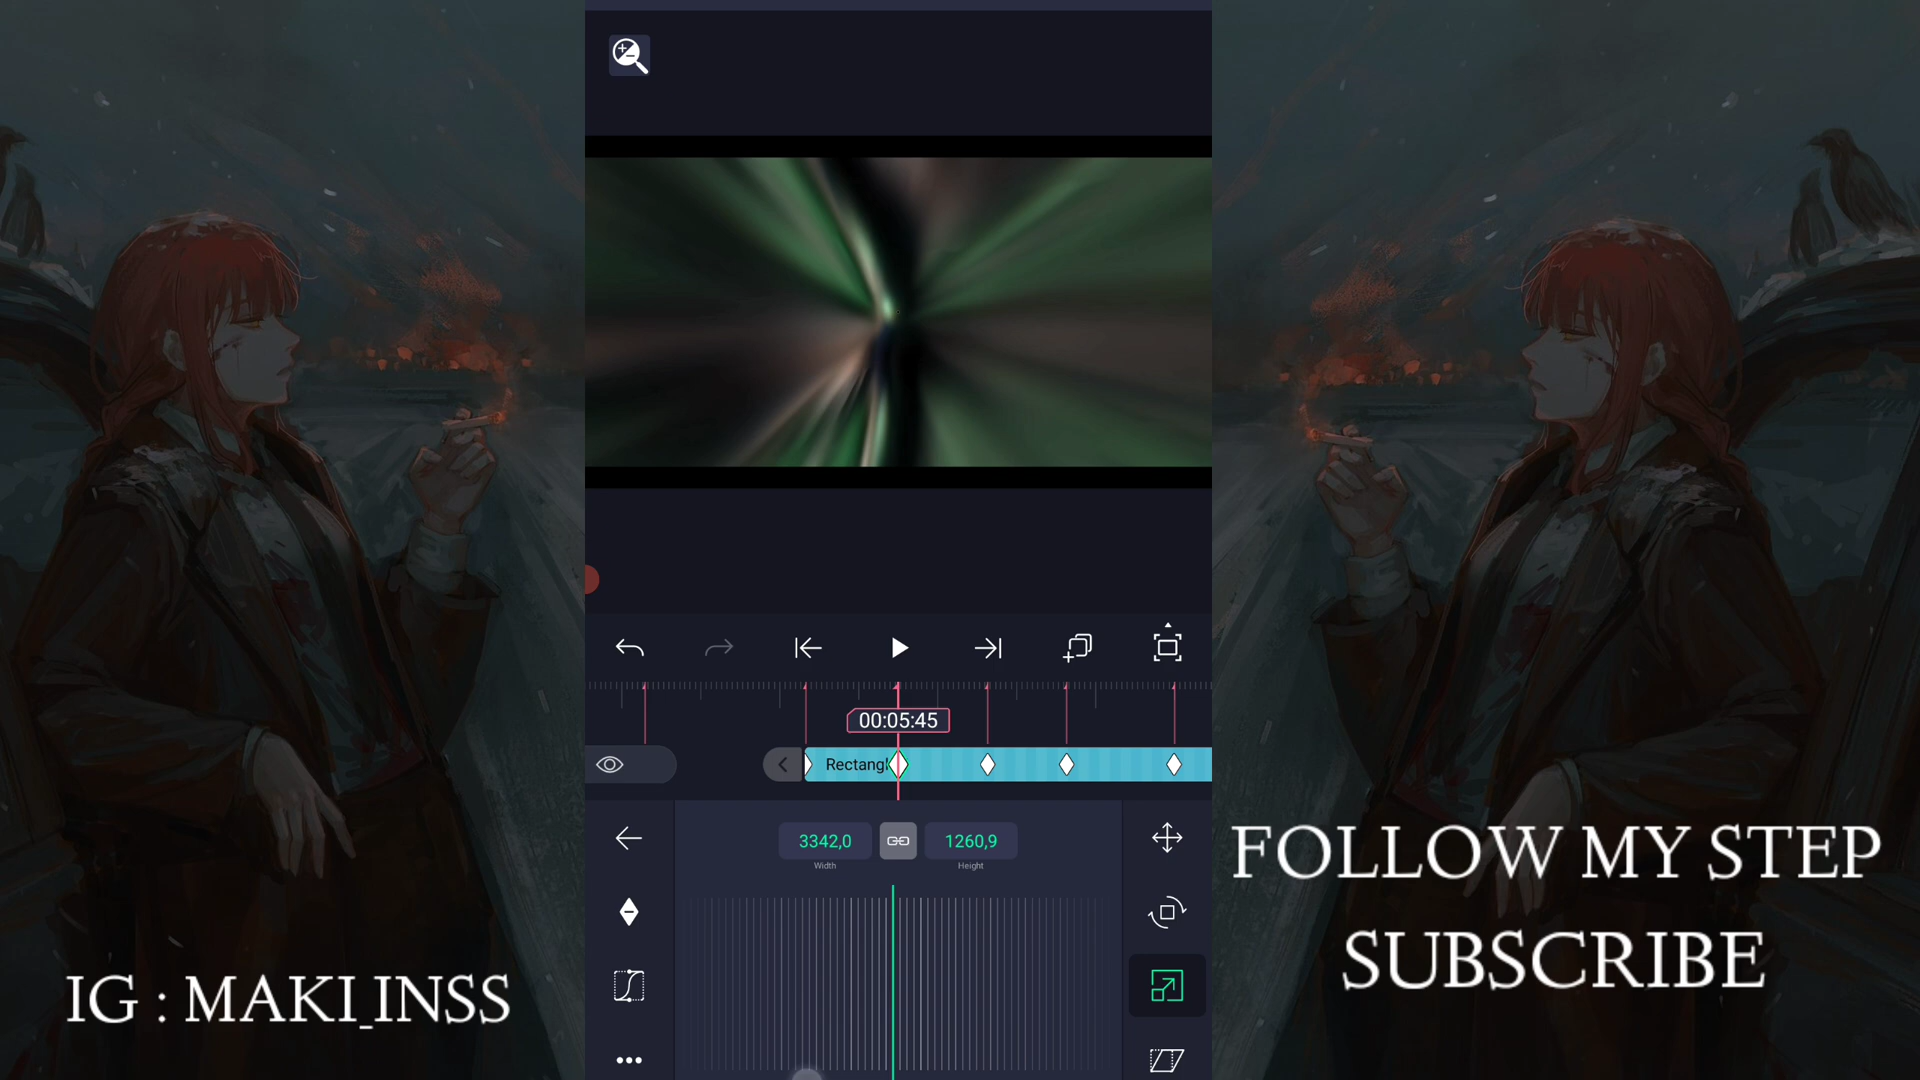 00:05:45
Rectangl
3342,0
1260,9
Width
Height
FOLLOW MY STEP
SUBSCRIBE
IG : MAKI_INSS